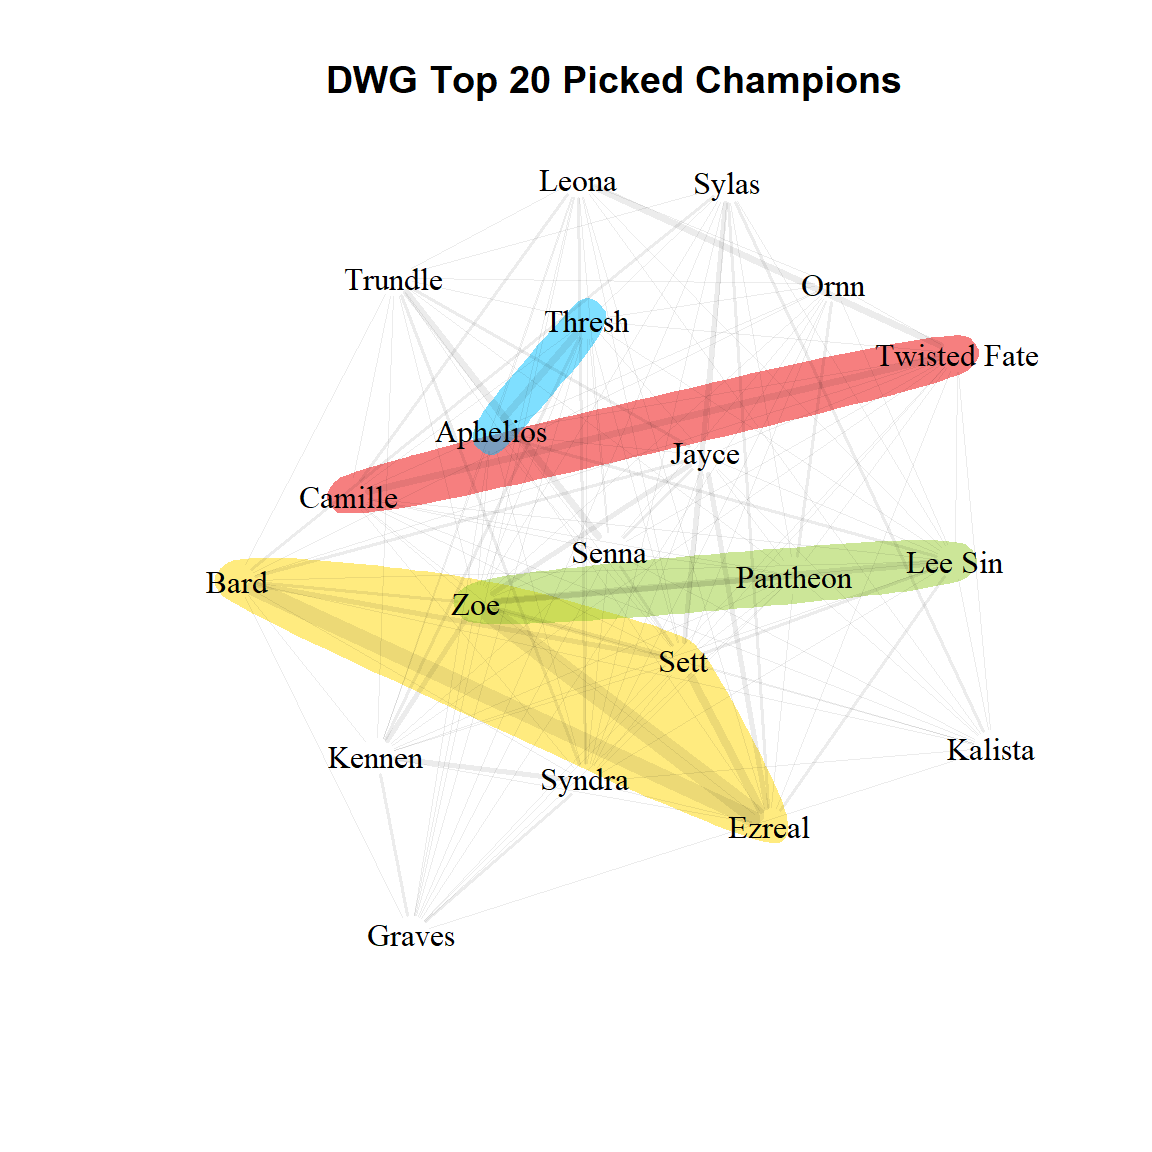 DWG Top 20 Picked Champions
Leona
Sylas
Trundle
Ornn
Thresh
Twisted Fate
Aphelios
Jayce
Camille
Senna
Lee Sin
Pantheon
Bard
Zoe
Sett
Kalista
Kennen
Syndra
Ezreal
Graves